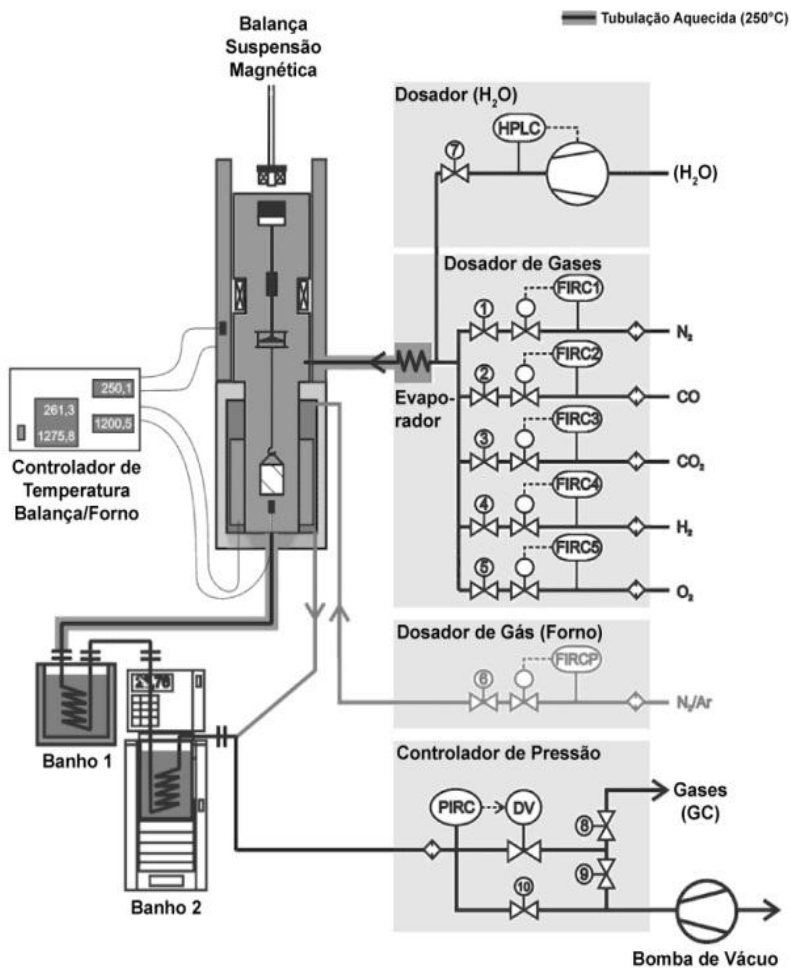 Tubulação Aquecida (250°C)
Balança
Suspensão
Magnética
Dosador (H₂O)
HPLC
7
(H₂O)
Dosador de Gases
FIRC1
1
N₂
FIRC2
2
CO
Evapo-
rador
FIRC3
3
CO₂
FIRC4
4
H₂
FIRC5
5
O₂
250,1
261,3
1200,5
1275,8
Controlador de
Temperatura
Balança/Forno
Dosador de Gás (Forno)
FIRCP
6
N₂/Ar
Banho 1
Banho 2
Controlador de Pressão
PIRC
DV
8
Gases
(GC)
9
10
Bomba de Vácuo